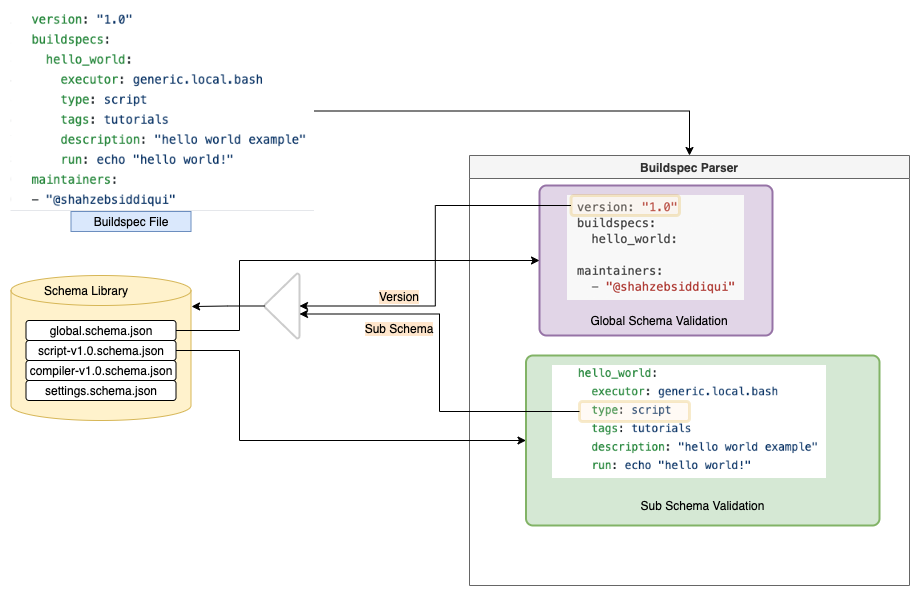 version: "1.0"
buildspecs:
hello_world:
executor: generic.local.bash
type: script
tags: tutorials
description: "hello world example"
run: echo "hello world!"
maintainers:
- "@shahzebsiddiqui"
Buildspec File
Schema Library
global.schema.json
script-v1.0.schema.json
compiler-v1.0.schema.json
settings.schema.json
Version
Sub Schema
Buildspec Parser
version: "1.0"
buildspecs:
hello_world:
maintainers:
- "@shahzebsiddiqui"
Global Schema Validation
hello_world:
executor: generic.local.bash
type: script
tags: tutorials
description: "hello world example"
run: echo "hello world!"
Sub Schema Validation